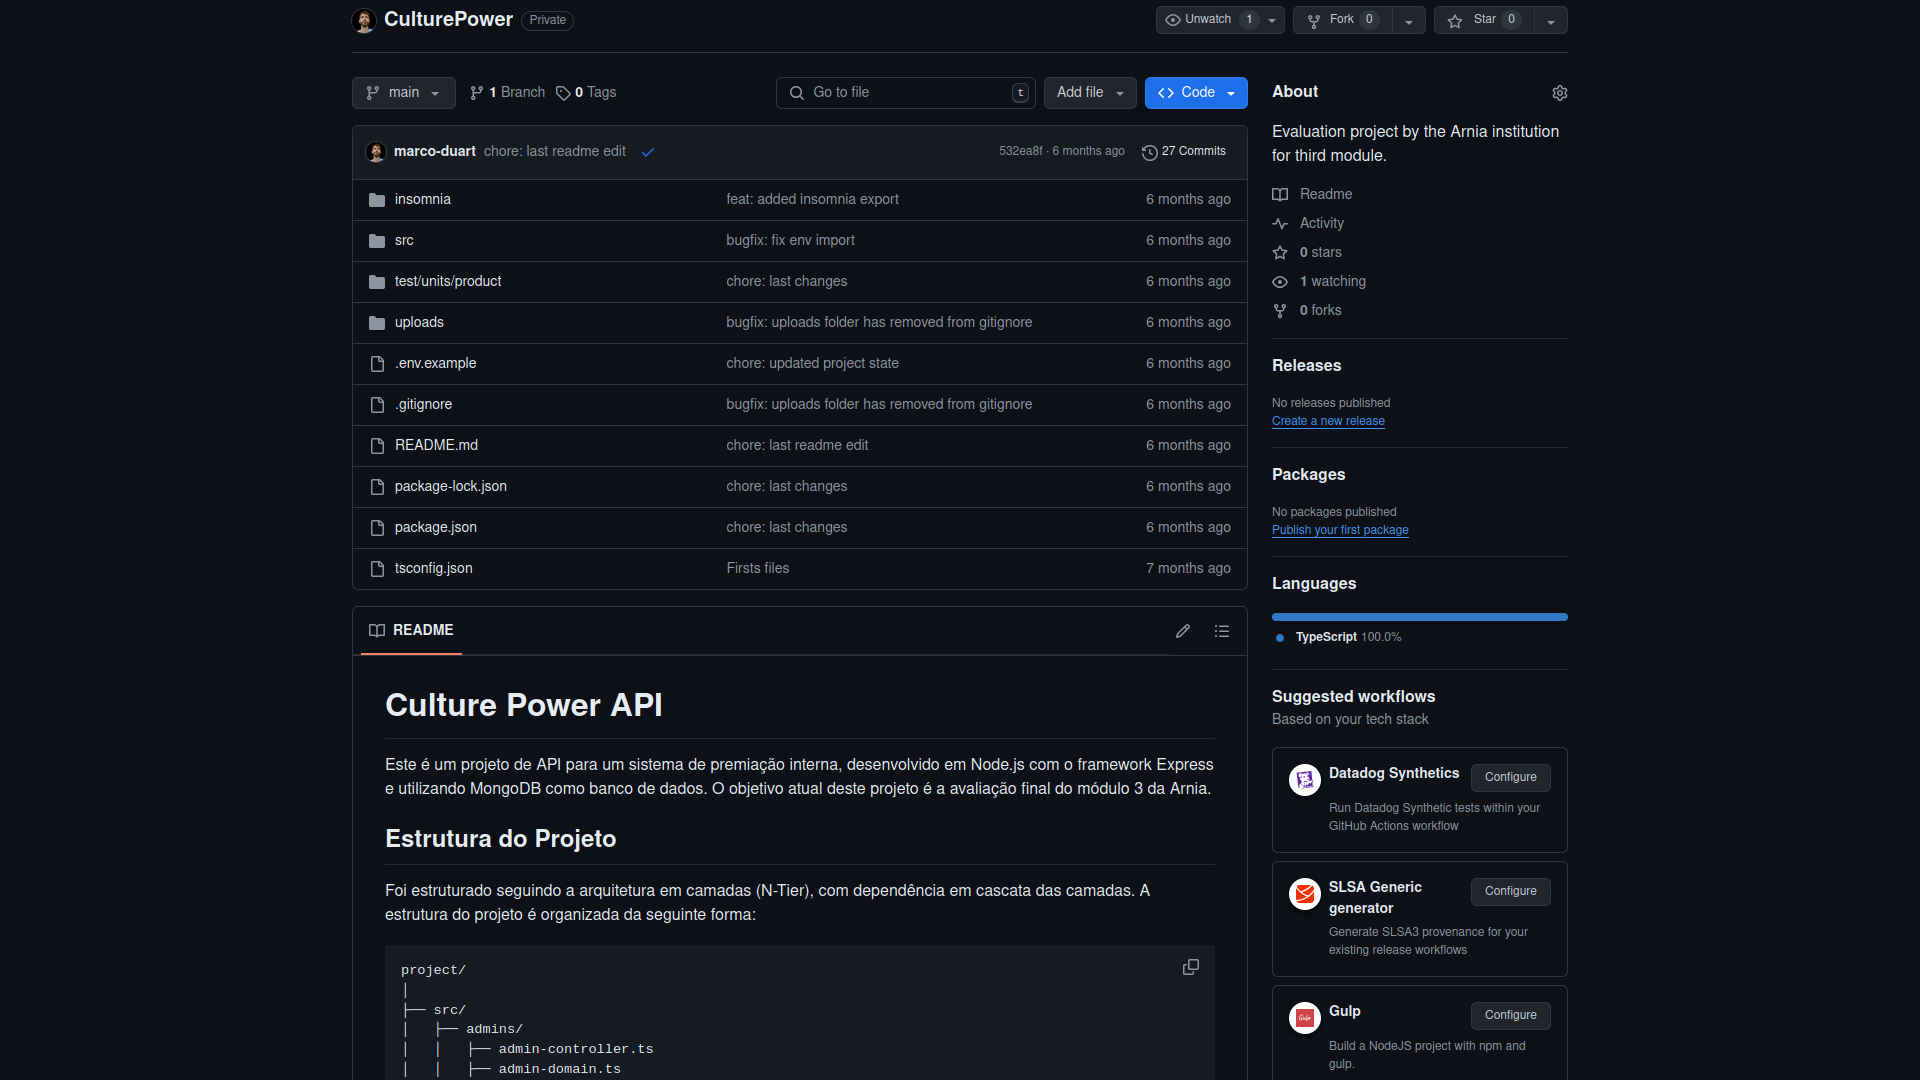 CulturePower Private
Unwatch 1
Fork 0
Star 0
main
1 Branch
0 Tags
Go to file t
Add file
Code
marco-duart chore: last readme edit 532ea8f · 6 months ago 27 Commits
insomnia feat: added insomnia export 6 months ago
src bugfix: fix env import 6 months ago
test/units/product chore: last changes 6 months ago
uploads bugfix: uploads folder has removed from gitignore 6 months ago
.env.example chore: updated project state 6 months ago
.gitignore bugfix: uploads folder has removed from gitignore 6 months ago
README.md chore: last readme edit 6 months ago
package-lock.json chore: last changes 6 months ago
package.json chore: last changes 6 months ago
tsconfig.json Firsts files 7 months ago
README
Culture Power API
Este é um projeto de API para um sistema de premiação interna, desenvolvido em Node.js com o framework Express
e utilizando MongoDB como banco de dados. O objetivo atual deste projeto é a avaliação final do módulo 3 da Arnia.
Estrutura do Projeto
Foi estruturado seguindo a arquitetura em camadas (N-Tier), com dependência em cascata das camadas. A
estrutura do projeto é organizada da seguinte forma:
project/
│
├── src/
│   ├── admins/
│   │   ├── admin-controller.ts
│   │   ├── admin-domain.ts
About
Evaluation project by the Arnia institution
for third module.
Readme
Activity
0 stars
1 watching
0 forks
Releases
No releases published
Create a new release
Packages
No packages published
Publish your first package
Languages
TypeScript 100.0%
Suggested workflows
Based on your tech stack
Datadog Synthetics Configure
Run Datadog Synthetic tests within your
GitHub Actions workflow
SLSA Generic
generator
Configure
Generate SLSA3 provenance for your
existing release workflows
Gulp
Gulp Configure
Build a NodeJS project with npm and
gulp.